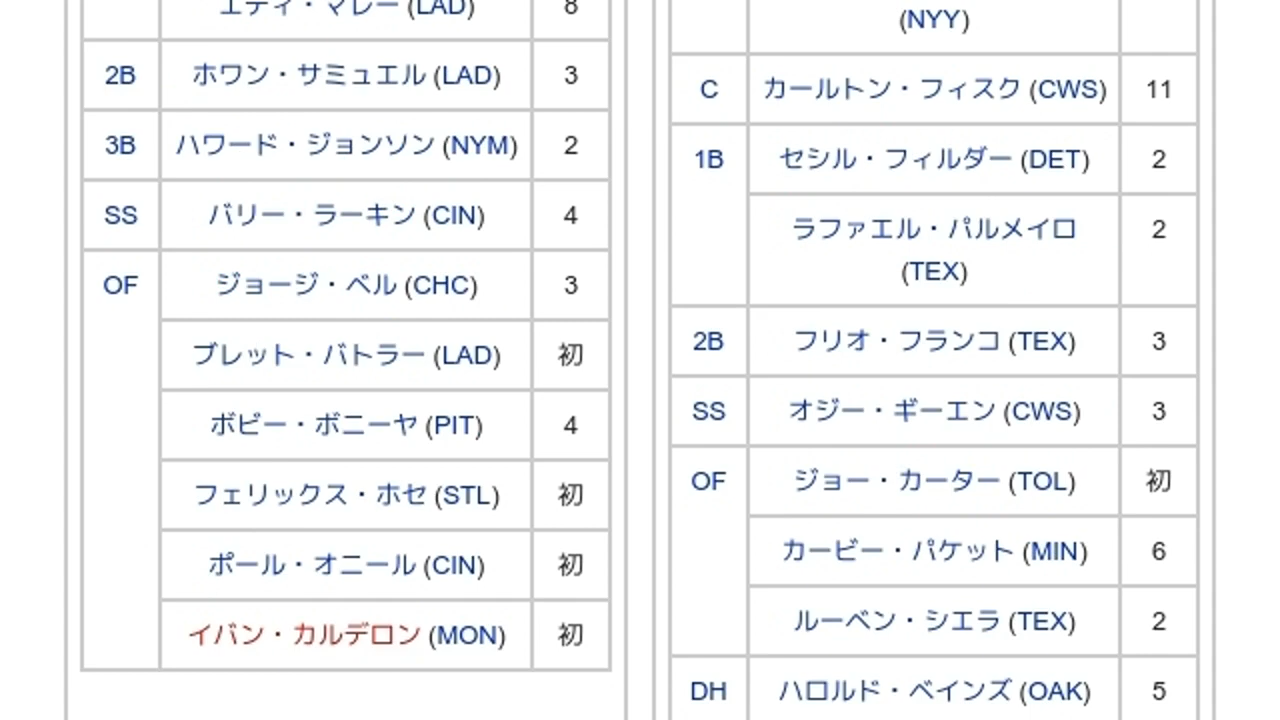 エディ・マレー (LAD) 8
2B ホワン・サミュエル (LAD) 3
3B ハワード・ジョンソン (NYM) 2
SS バリー・ラーキン (CIN) 4
OF ジョージ・ベル (CHC) 3
ブレット・バトラー (LAD) 初
ボビー・ボニーヤ (PIT) 4
フェリックス・ホセ (STL) 初
ポール・オニール (CIN) 初
イバン・カルデロン (MON) 初
(NYY)
C カールトン・フィスク (CWS) 11
1B セシル・フィルダー (DET) 2
ラファエル・パルメイロ 2
(TEX)
2B フリオ・フランコ (TEX) 3
SS オジー・ギーエン (CWS) 3
OF ジョー・カーター (TOL) 初
カービー・パケット (MIN) 6
ルーベン・シエラ (TEX) 2
DH ハロルド・ベインズ (OAK) 5